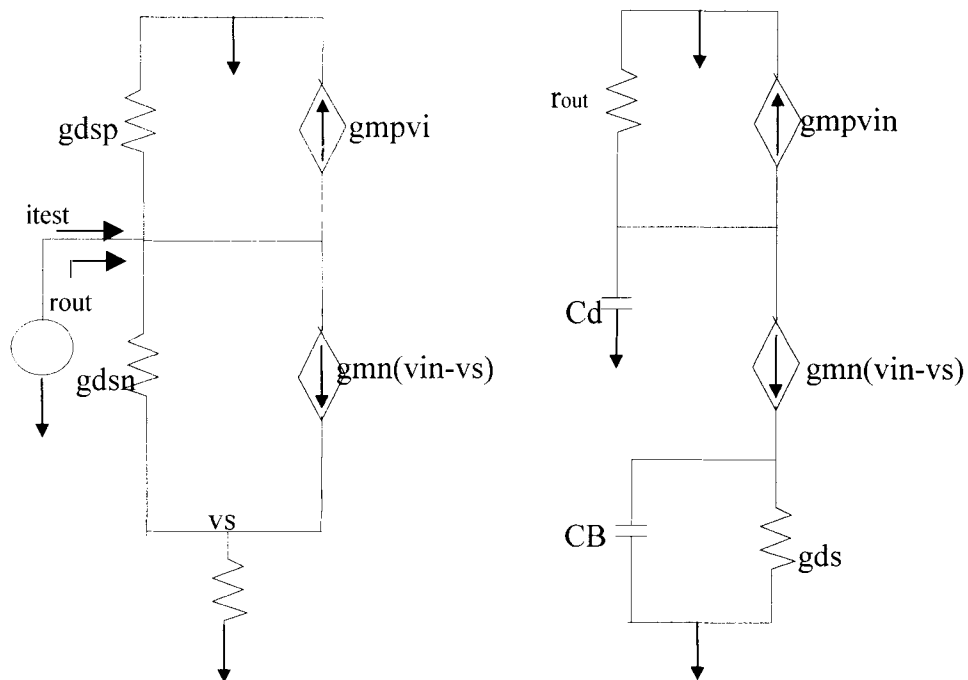 gdsp
gmpvi
itest
rout
gdsn
gmn(vin-vs)
vs
rout
gmpvin
Cd
gmn(vin-vs)
CB
gds